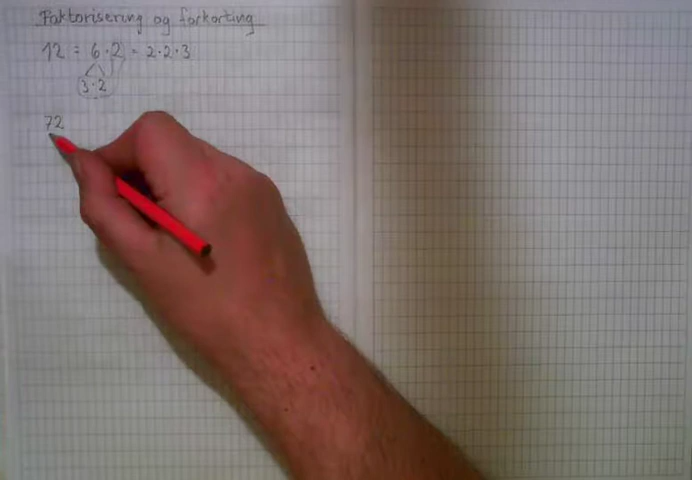 Faktorisering og forkorting
12 = 6 · 2 = 2 · 2 · 3
3 · 2
72